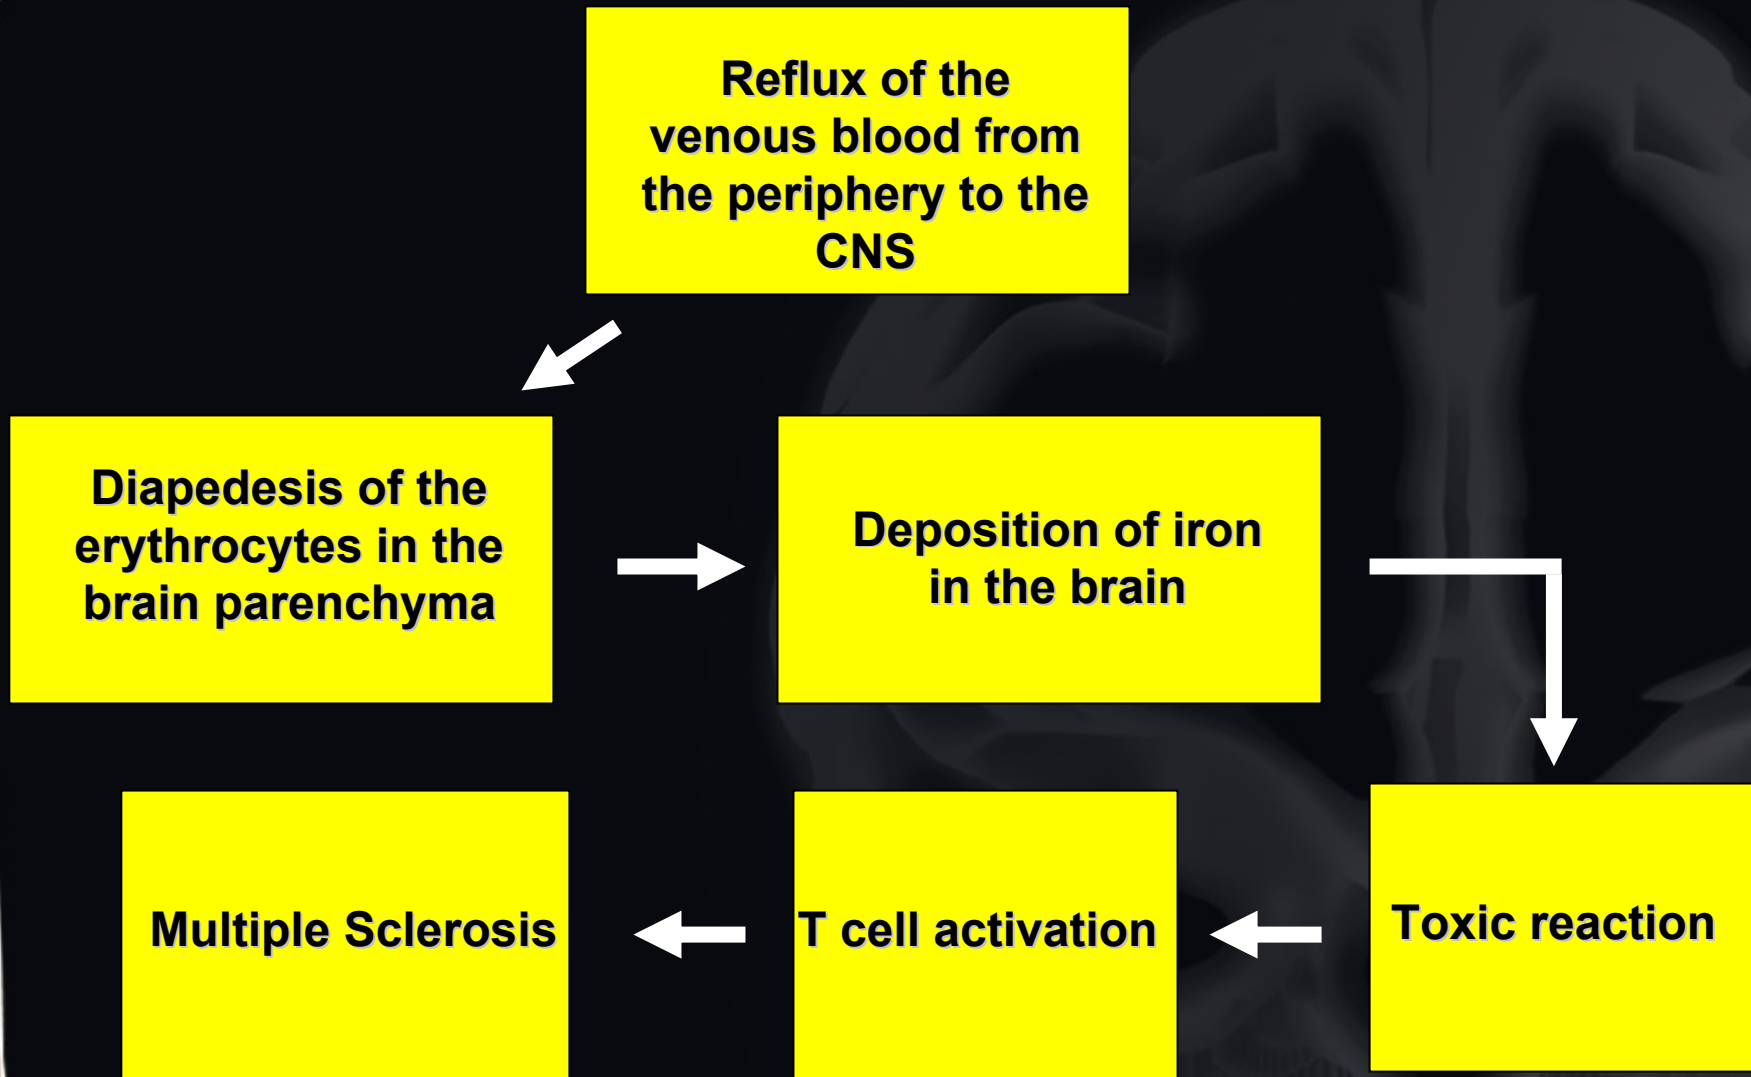 Reflux of the
venous blood from
the periphery to the
CNS
Diapedesis of the
erythrocytes in the
brain parenchyma
Deposition of iron
in the brain
Toxic reaction
T cell activation
Multiple Sclerosis